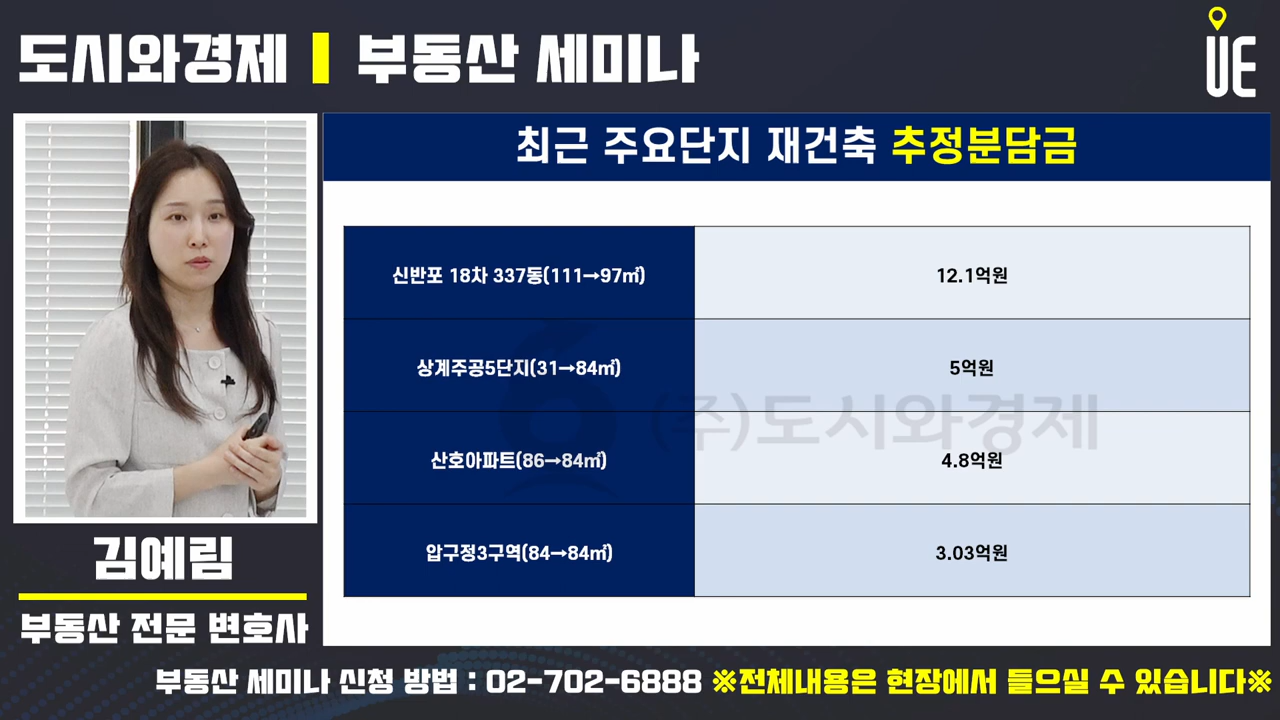 도시와경제 부동산 세미나
UE
최근 주요단지 재건축 추정분담금
신반포 18차 337동(111→97㎡) 12.1억원
상계주공5단지(31→84㎡) 5억원
(주)도시와경제
산호아파트(86→84㎡) 4.8억원
압구정3구역(84→84㎡) 3.03억원
김예림
부동산 전문 변호사
부동산 세미나 신청 방법 : 02-702-6888 ※전체내용은 현장에서 들으실 수 있습니다※